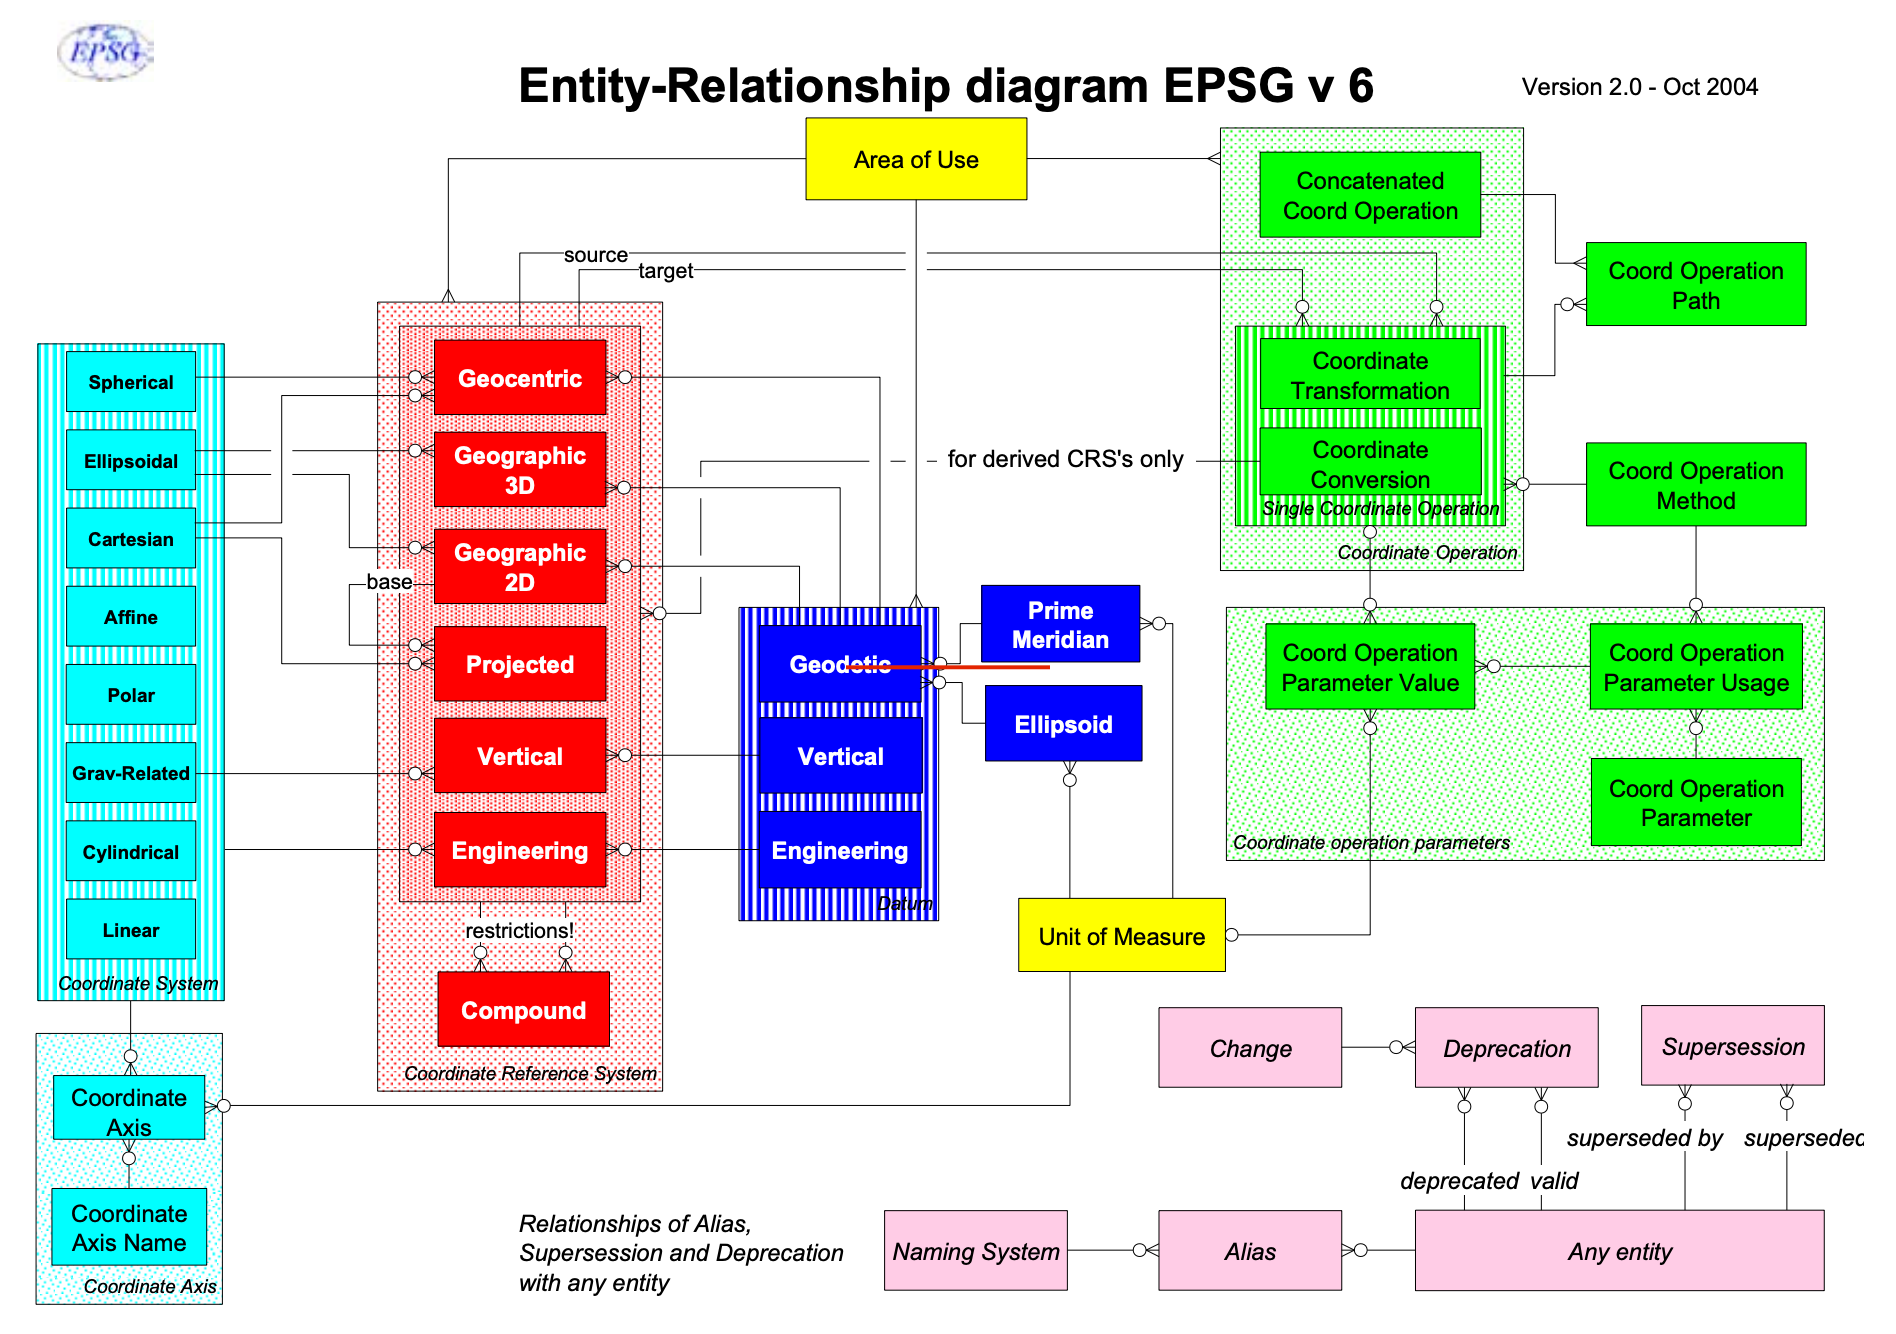 EPSG
Entity-Relationship diagram EPSG v 6
Version 2.0 - Oct 2004
Area of Use
Concatenated
Coord Operation
source
target
Coord Operation
Path
Spherical
Ellipsoidal
Cartesian
Affine
Polar
Grav-Related
Cylindrical
Linear
Coordinate System
Geocentric
Geographic
3D
Geographic
2D
base
Projected
Vertical
Engineering
restrictions!
Compound
Coordinate Reference System
for derived CRS's only
Coordinate
Transformation
Coordinate
Conversion
Single Coordinate Operation
Coordinate Operation
Coord Operation
Method
Geodetic
Vertical
Engineering
Datum
Prime
Meridian
Ellipsoid
Coord Operation
Parameter Value
Coord Operation
Parameter Usage
Coord Operation
Parameter
Coordinate operation parameters
Unit of Measure
Coordinate
Axis
Coordinate
Axis Name
Coordinate Axis
Change
Deprecation
Supersession
superseded by
superseded
deprecated
valid
Relationships of Alias,
Supersession and Deprecation
with any entity
Naming System
Alias
Any entity